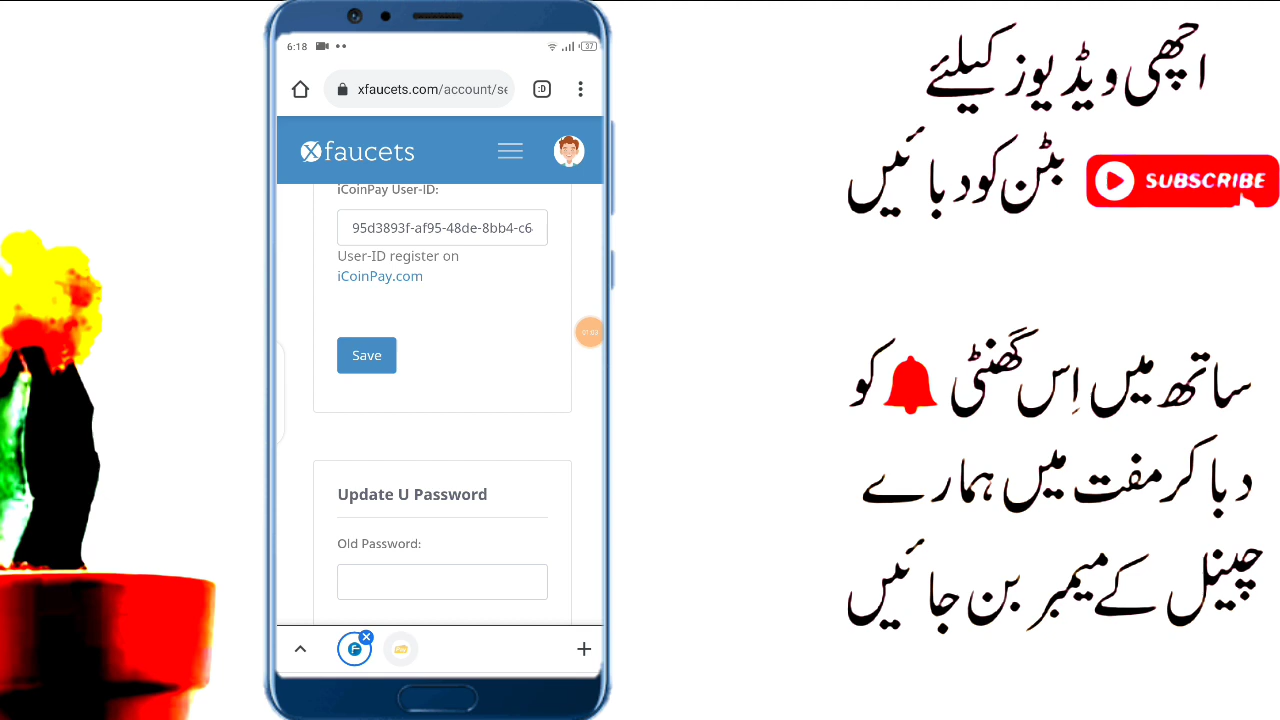 6:18
37
xfaucets.com/account/se
:D
xfaucets
iCoinPay User-ID:
95d3893f-af95-48de-8bb4-c6
User-ID register on
iCoinPay.com
Save
Update U Password
Old Password:
اچھی ویڈیوز کیلئے
بٹن کو دبائیں
SUBSCRIBE
ساتھ میں اِس گھنٹی کو
دبا کر مفت میں ہمارے
چینل کے میمبر بن جائیں